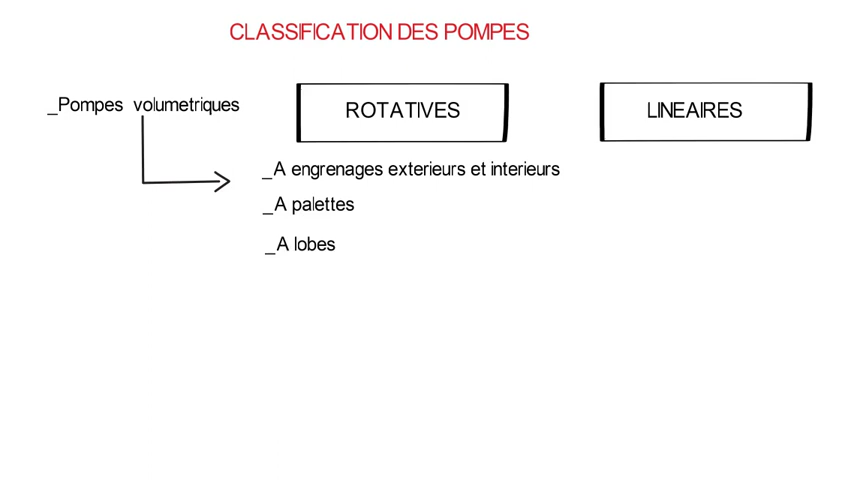 CLASSIFICATION DES POMPES
_Pompes volumetriques
ROTATIVES
LINEAIRES
_A engrenages exterieurs et interieurs
_A palettes
_A lobes